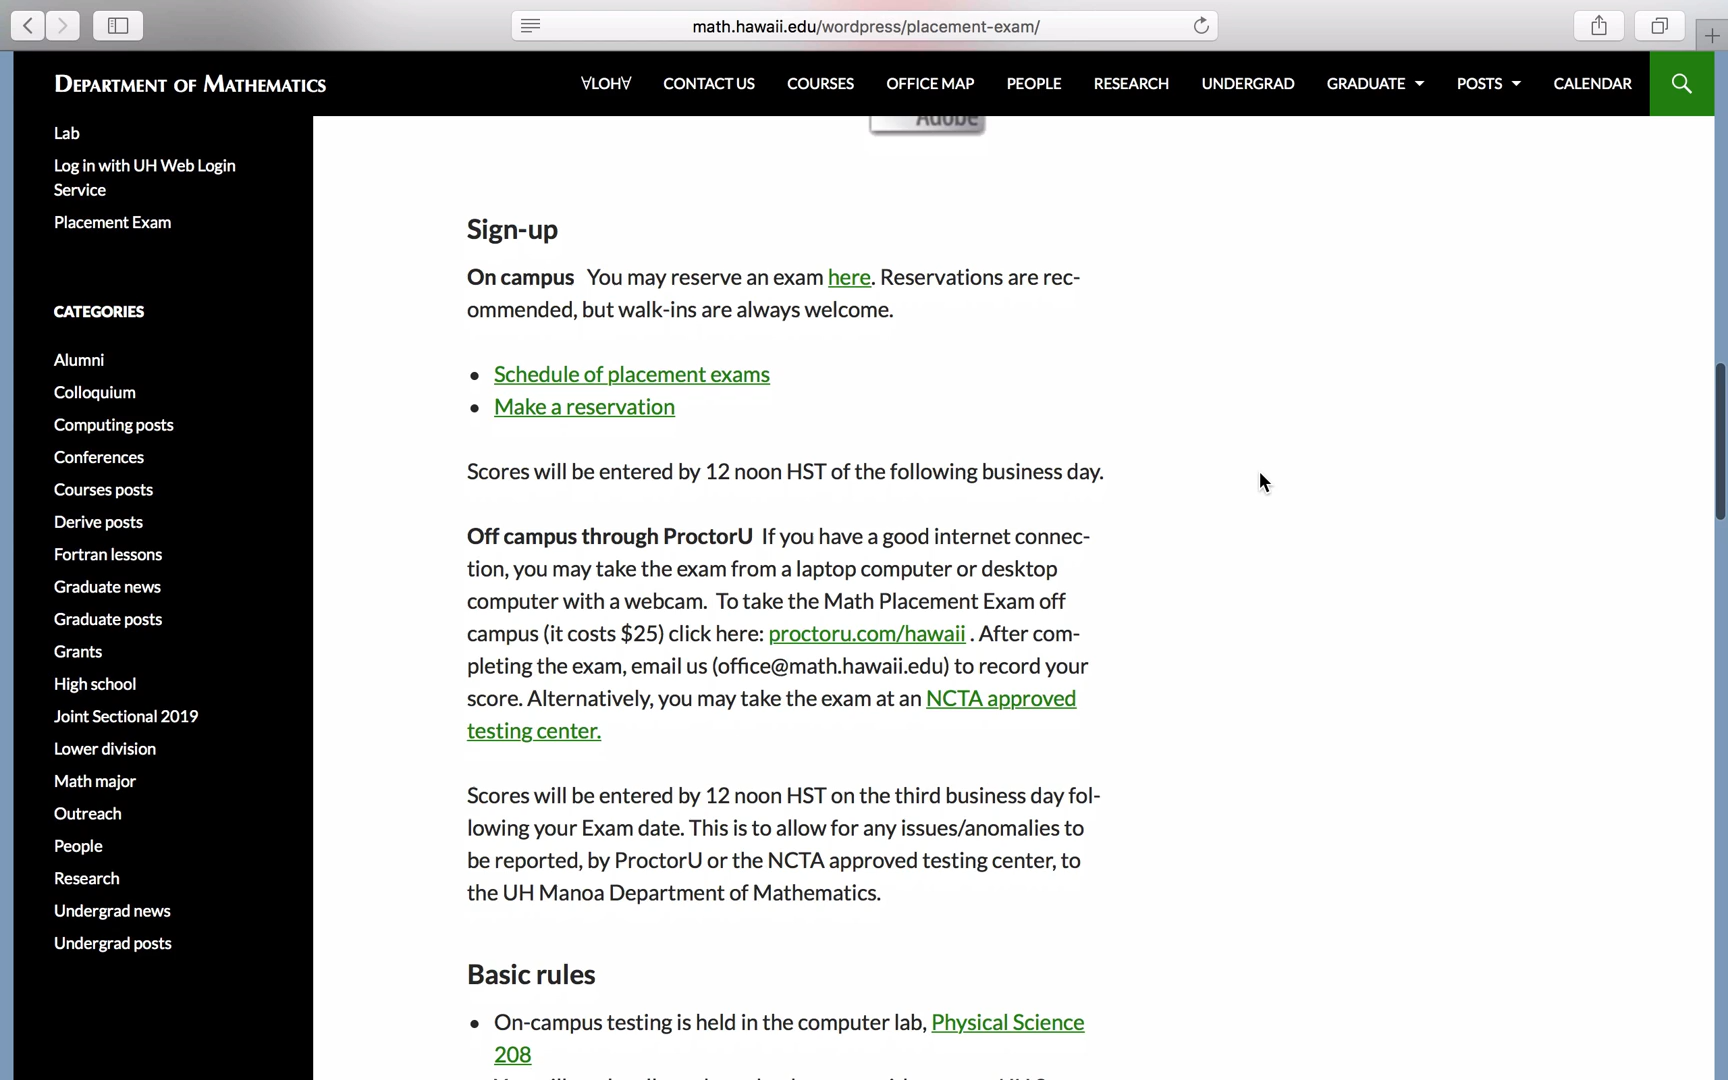 math.hawaii.edu/wordpress/placement-exam/
DEPARTMENT OF MATHEMATICS
∀LOH∀
CONTACT US
COURSES
OFFICE MAP
PEOPLE
RESEARCH
UNDERGRAD
GRADUATE
POSTS
CALENDAR
Lab
Log in with UH Web Login
Service
Placement Exam
CATEGORIES
Alumni
Colloquium
Computing posts
Conferences
Courses posts
Derive posts
Fortran lessons
Graduate news
Graduate posts
Grants
High school
Joint Sectional 2019
Lower division
Math major
Outreach
People
Research
Undergrad news
Undergrad posts
Adobe
Sign-up
On campus You may reserve an exam here. Reservations are rec-
ommended, but walk-ins are always welcome.
• Schedule of placement exams
• Make a reservation
Scores will be entered by 12 noon HST of the following business day.
Off campus through ProctorU If you have a good internet connec-
tion, you may take the exam from a laptop computer or desktop
computer with a webcam. To take the Math Placement Exam off
campus (it costs $25) click here: proctoru.com/hawaii . After com-
pleting the exam, email us (office@math.hawaii.edu) to record your
score. Alternatively, you may take the exam at an NCTA approved
testing center.
Scores will be entered by 12 noon HST on the third business day fol-
lowing your Exam date. This is to allow for any issues/anomalies to
be reported, by ProctorU or the NCTA approved testing center, to
the UH Manoa Department of Mathematics.
Basic rules
• On-campus testing is held in the computer lab, Physical Science
208